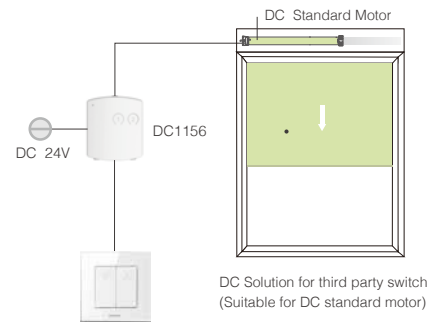 DC Standard Motor
DC1156
DC 24V
DC Solution for third party switch
(Suitable for DC standard motor)